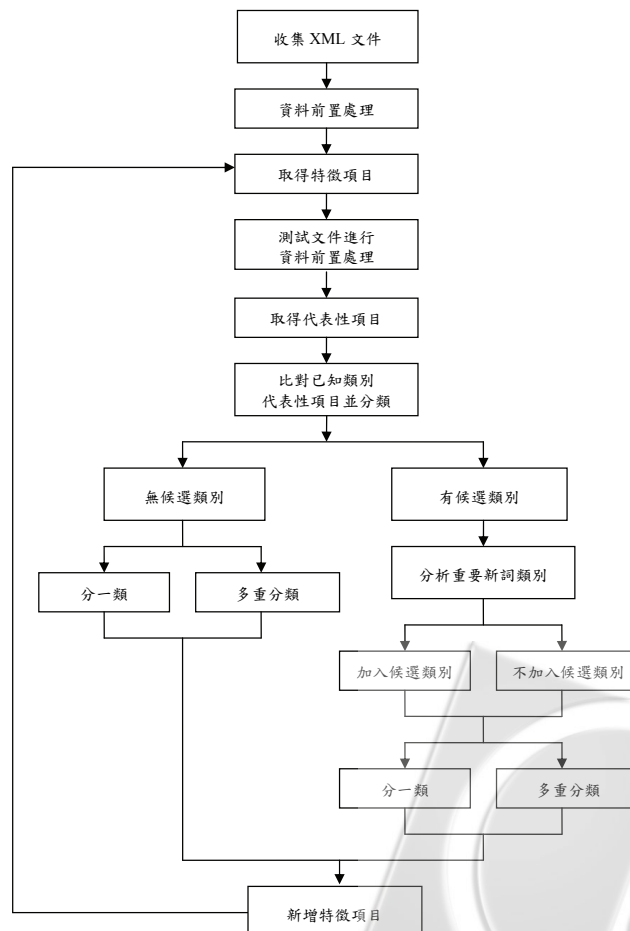 收集 XML 文件
資料前置處理
取得特徵項目
測試文件進行
資料前置處理
取得代表性項目
比對已知類別
代表性項目並分類
無候選類別
有候選類別
分一類
多重分類
分析重要新詞類別
加入候選類別
不加入候選類別
分一類
多重分類
新增特徵項目